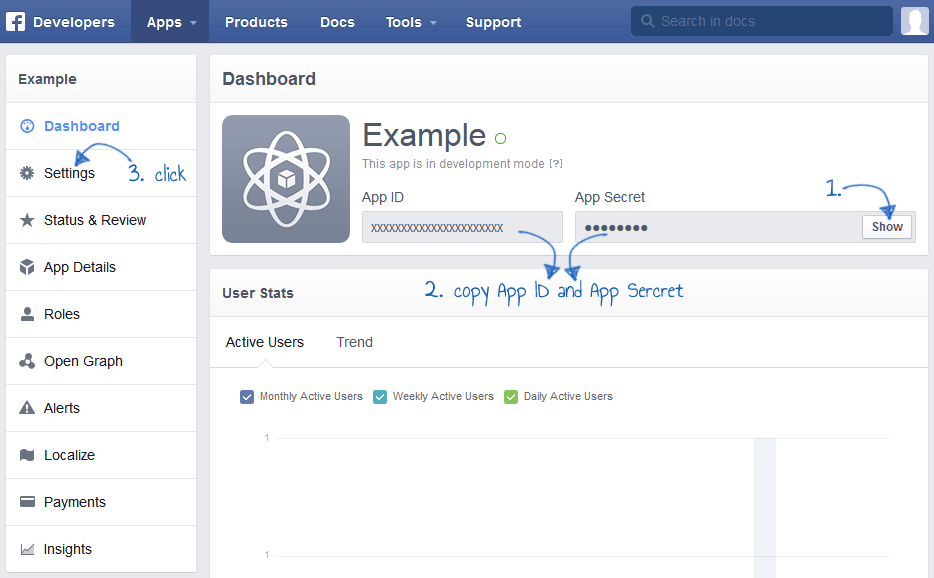 Developers Apps Products Docs Tools Support Search in docs
Example
Dashboard
Settings
Status & Review
App Details
Roles
Open Graph
Alerts
Localize
Payments
Insights
3. click
Dashboard
Example
This app is in development mode [?]
App ID
xxxxxxxxxxxxxxxxxxxxxx
App Secret
●●●●●●●●
Show
1.
2. copy App ID and App Sercret
User Stats
Active Users Trend
Monthly Active Users Weekly Active Users Daily Active Users
1
1